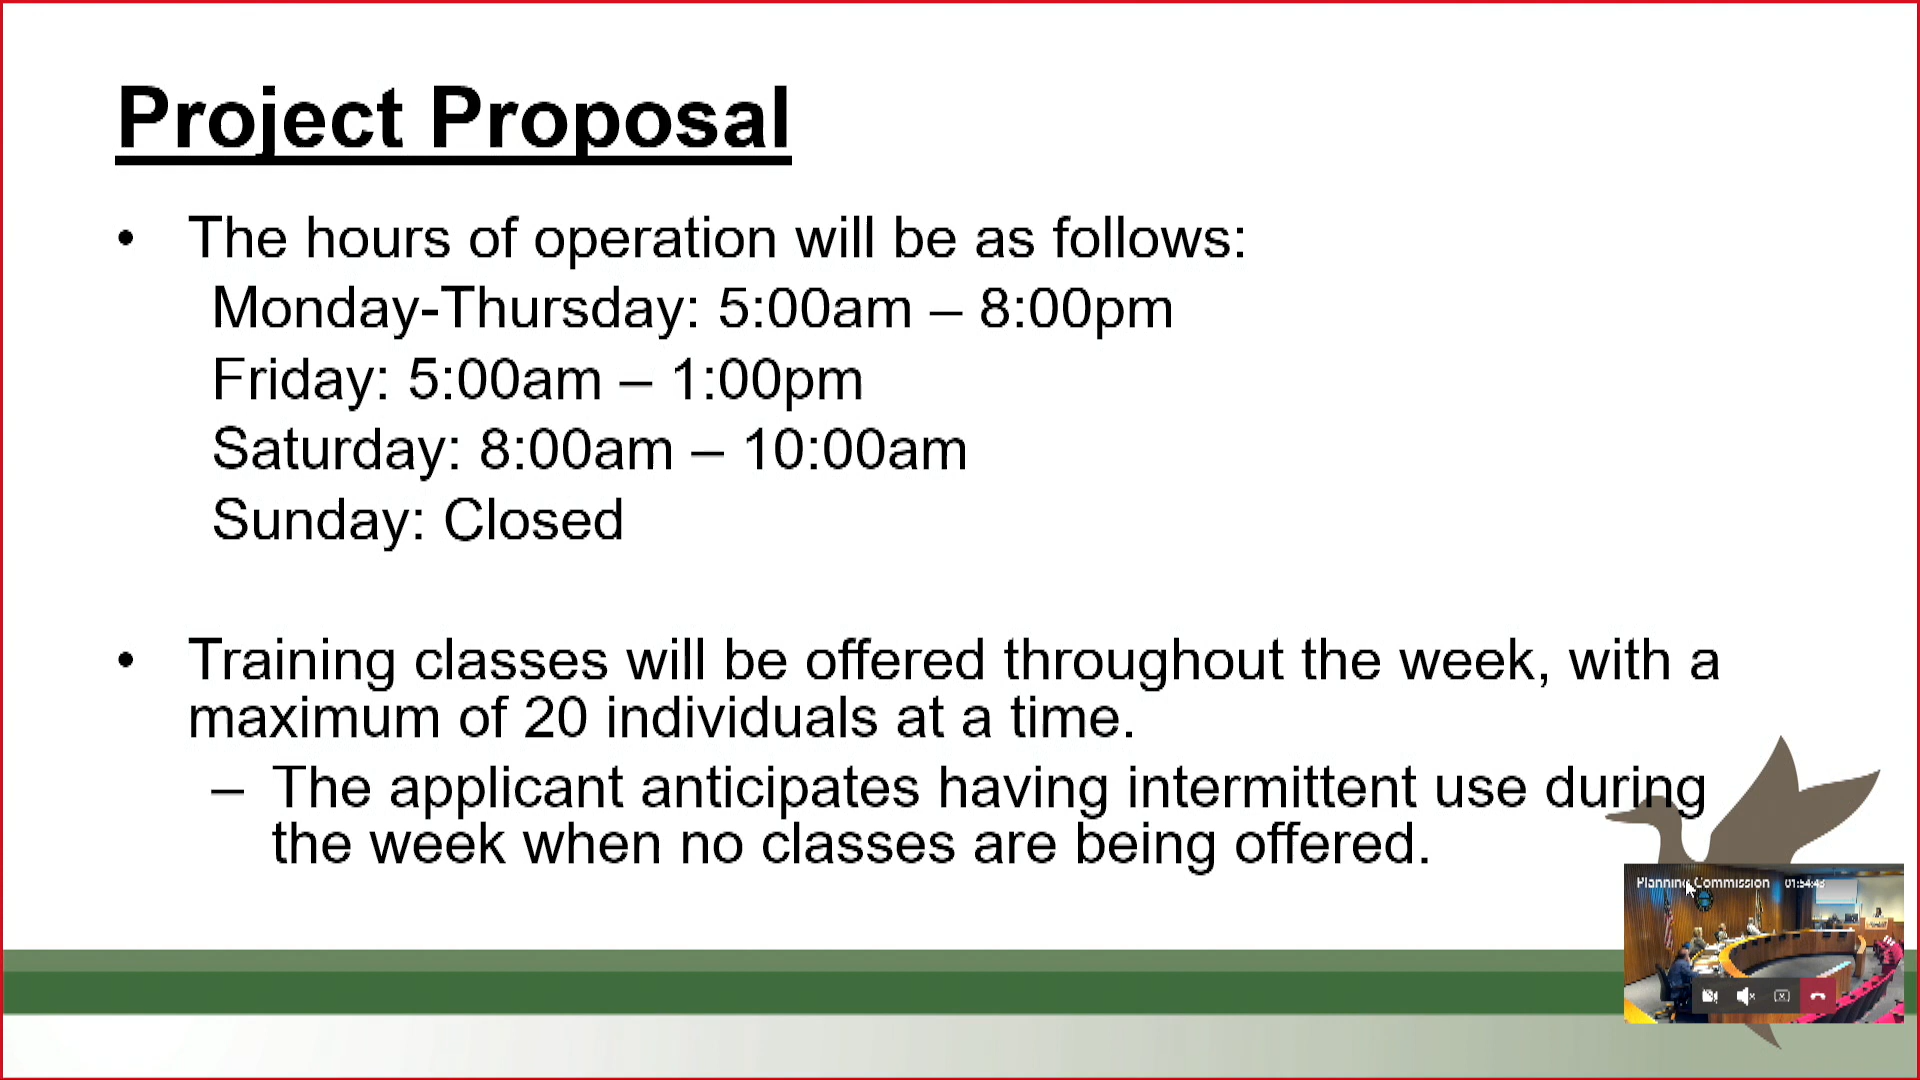 Project Proposal
• The hours of operation will be as follows:
Monday-Thursday: 5:00am – 8:00pm
Friday: 5:00am – 1:00pm
Saturday: 8:00am – 10:00am
Sunday: Closed
• Training classes will be offered throughout the week, with a
maximum of 20 individuals at a time.
– The applicant anticipates having intermittent use during
the week when no classes are being offered.
Planning Commission 01:54:43